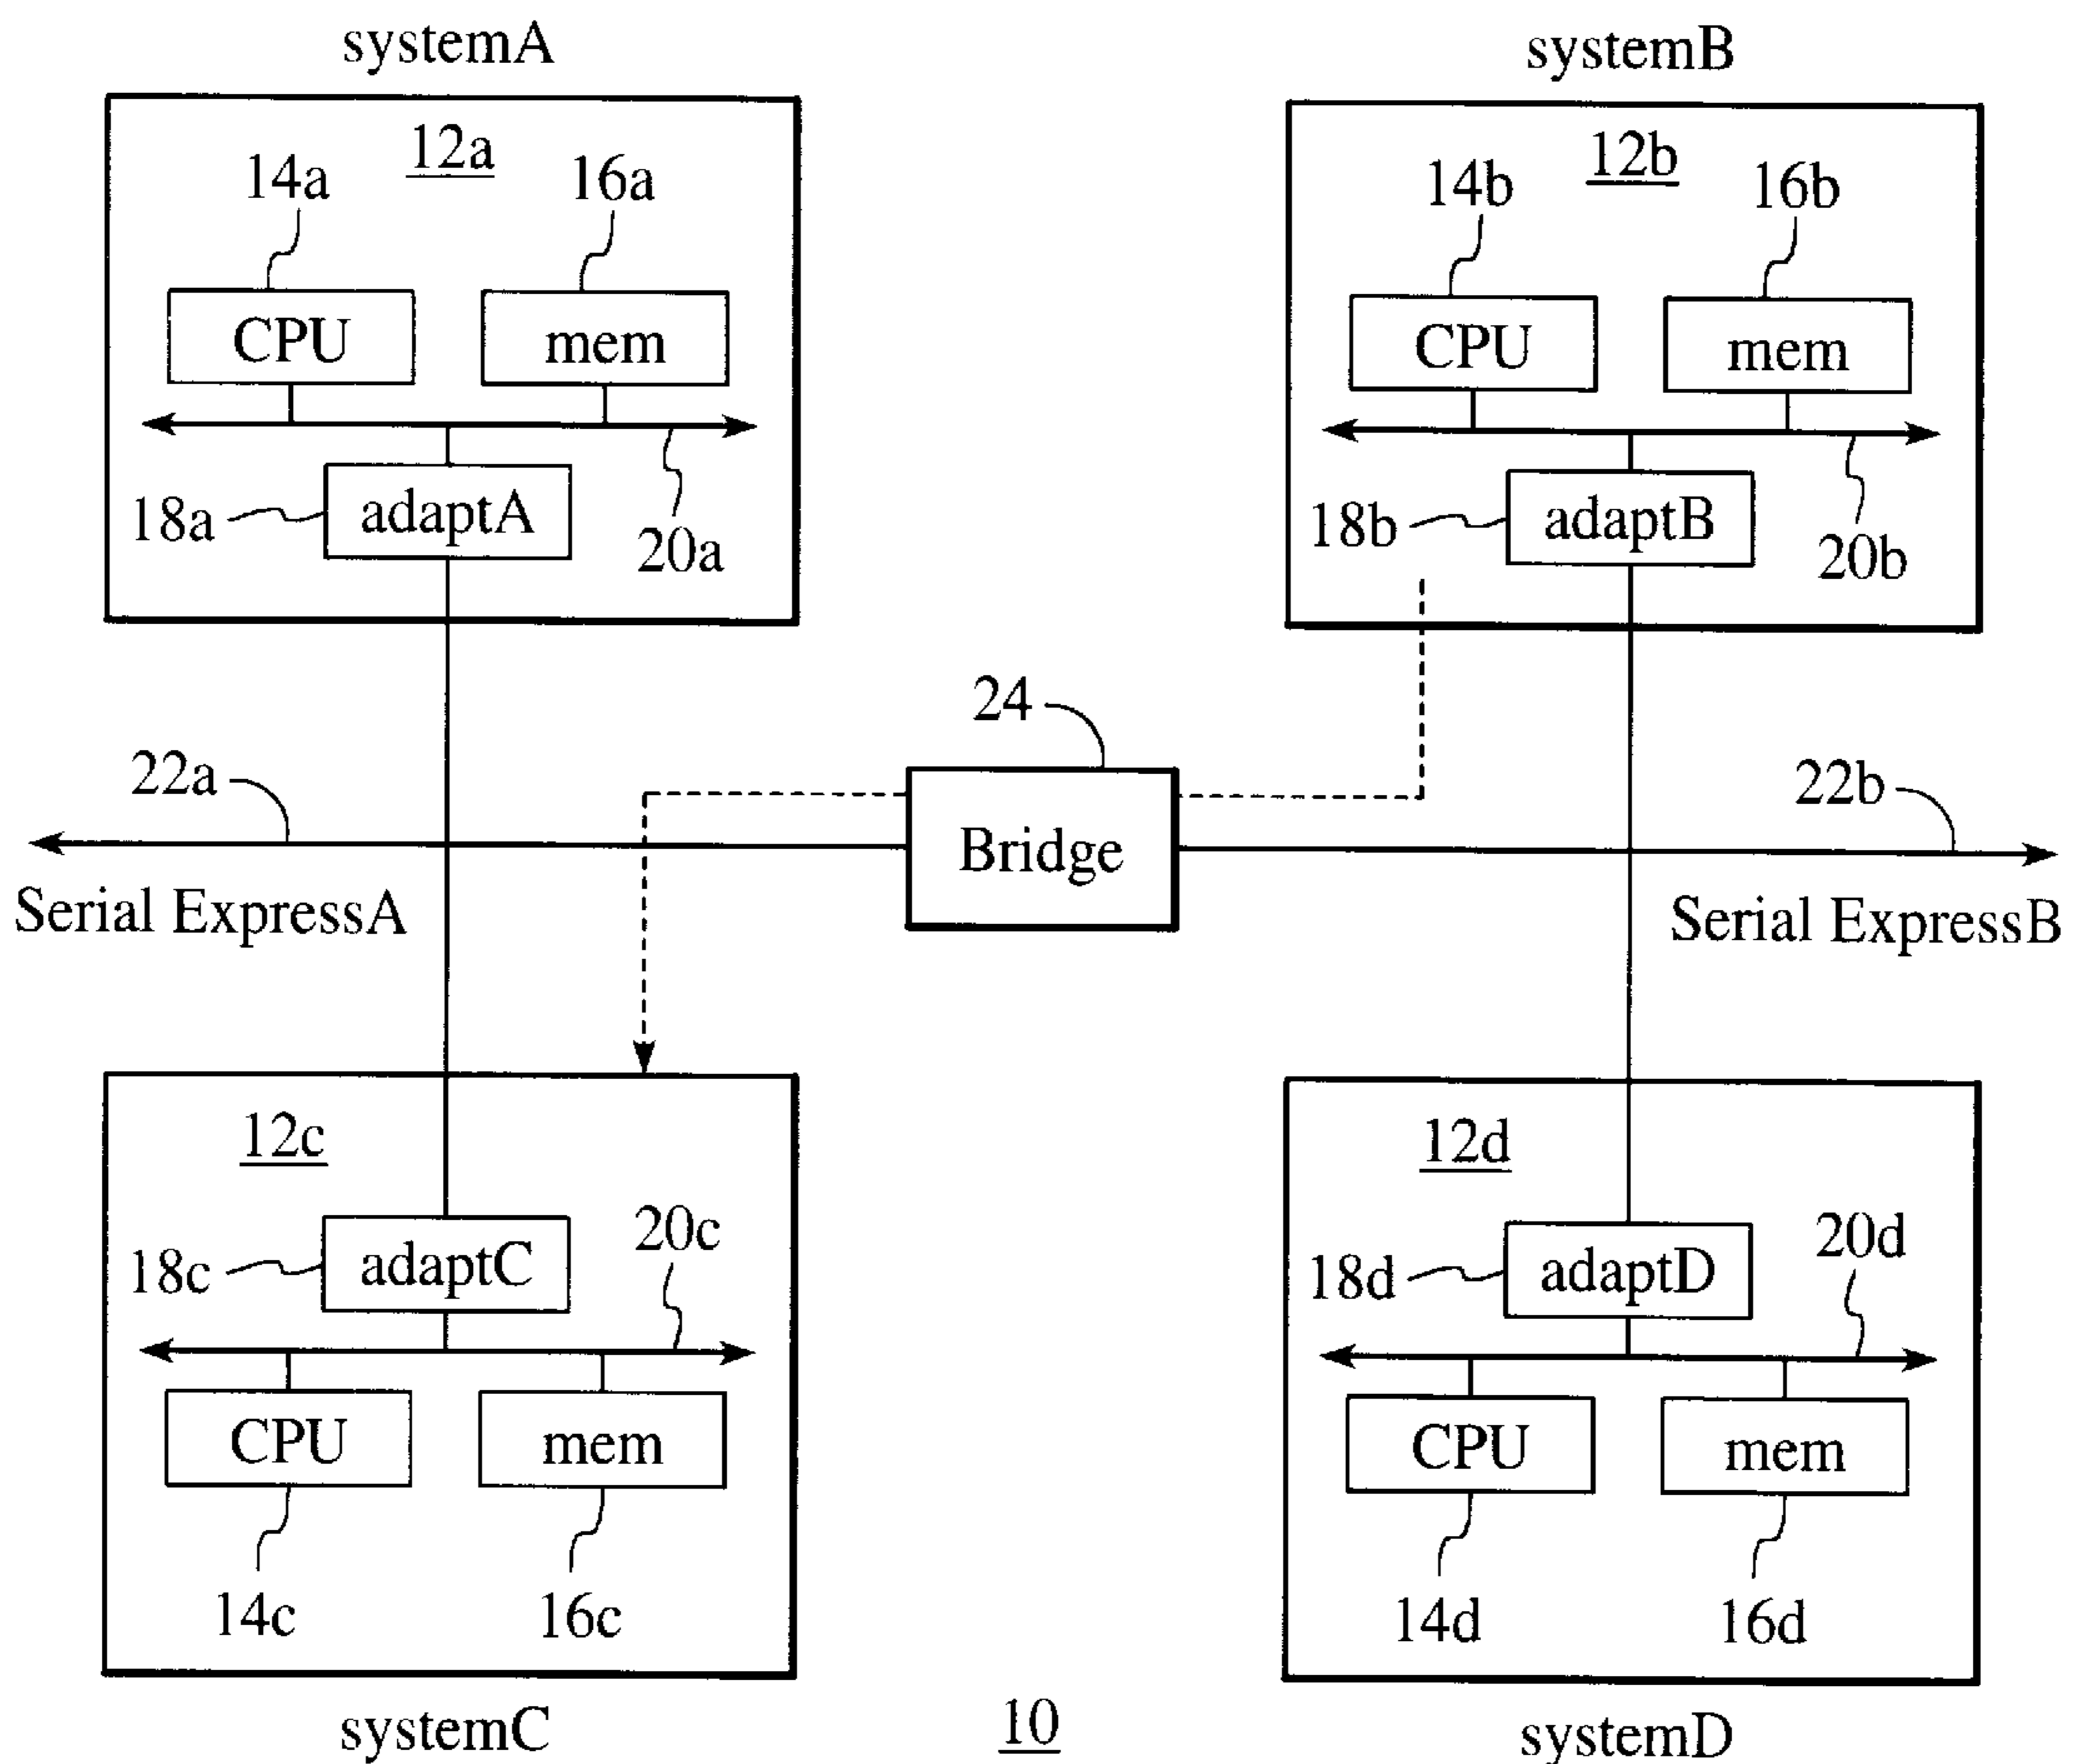 systemA
systemB
12a
14a
16a
CPU
mem
18a
adaptA
20a
12b
14b
16b
CPU
mem
18b
adaptB
20b
24
22a
Bridge
22b
Serial ExpressA
Serial ExpressB
12c
18c
adaptC
20c
CPU
mem
14c
16c
12d
18d
adaptD
20d
CPU
mem
14d
16d
systemC
10
systemD